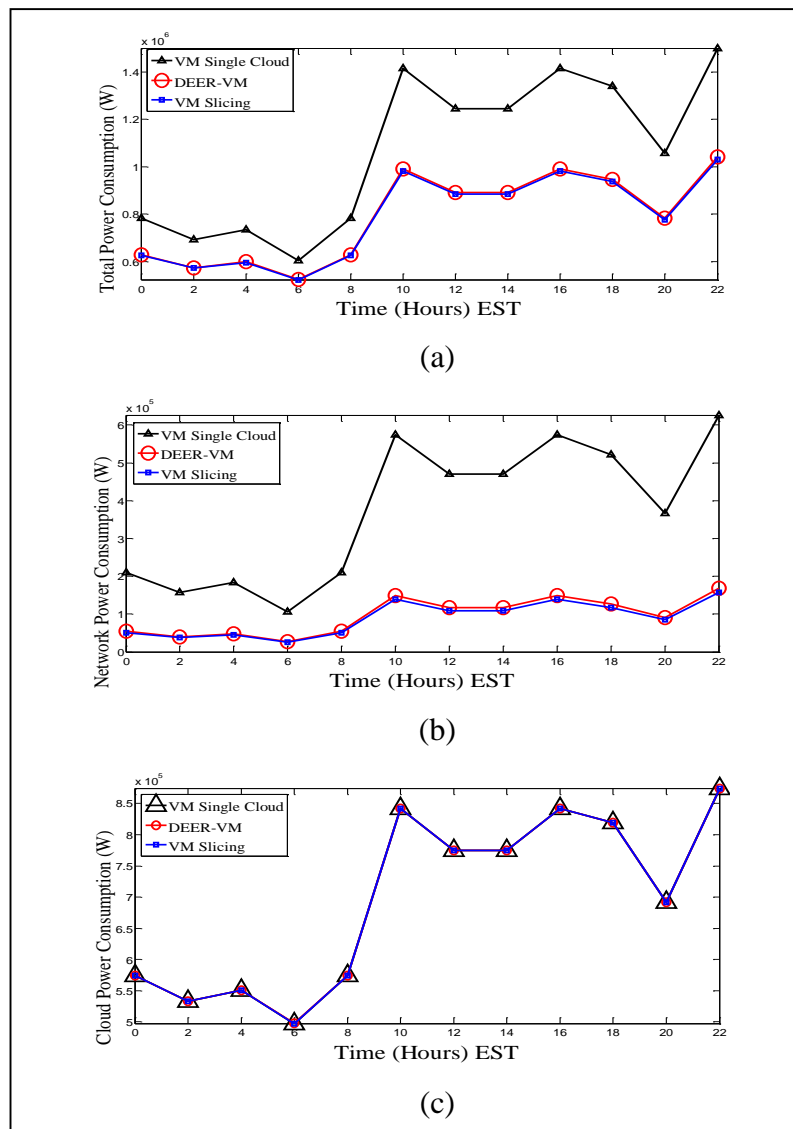 x 10^6
VM Single Cloud
DEER-VM
VM Slicing
Total Power Consumption (W)
1.4
1.2
1
0.8
0.6
0 2 4 6 8 10 12 14 16 18 20 22
Time (Hours) EST
(a)
x 10^5
VM Single Cloud
DEER-VM
VM Slicing
Network Power Consumption (W)
6
5
4
3
2
1
0
0 2 4 6 8 10 12 14 16 18 20 22
Time (Hours) EST
(b)
x 10^5
VM Single Cloud
DEER-VM
VM Slicing
Cloud Power Consumption (W)
8.5
8
7.5
7
6.5
6
5.5
5
0 2 4 6 8 10 12 14 16 18 20 22
Time (Hours) EST
(c)